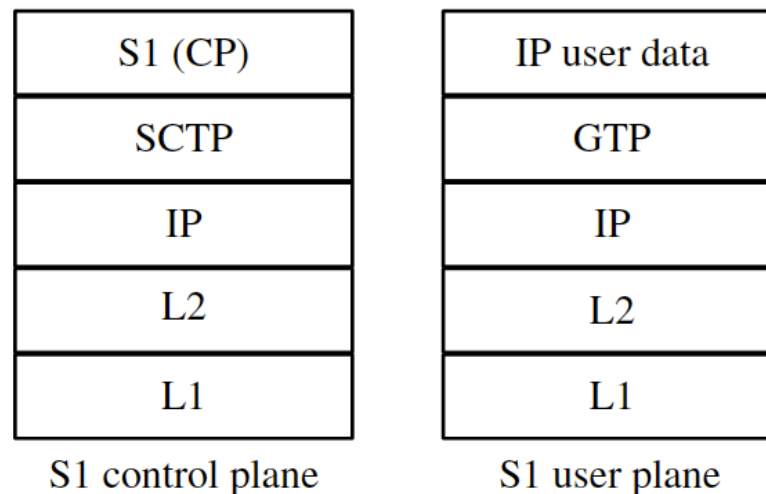 S1 (CP)
SCTP
IP
L2
L1
S1 control plane
IP user data
GTP
IP
L2
L1
S1 user plane